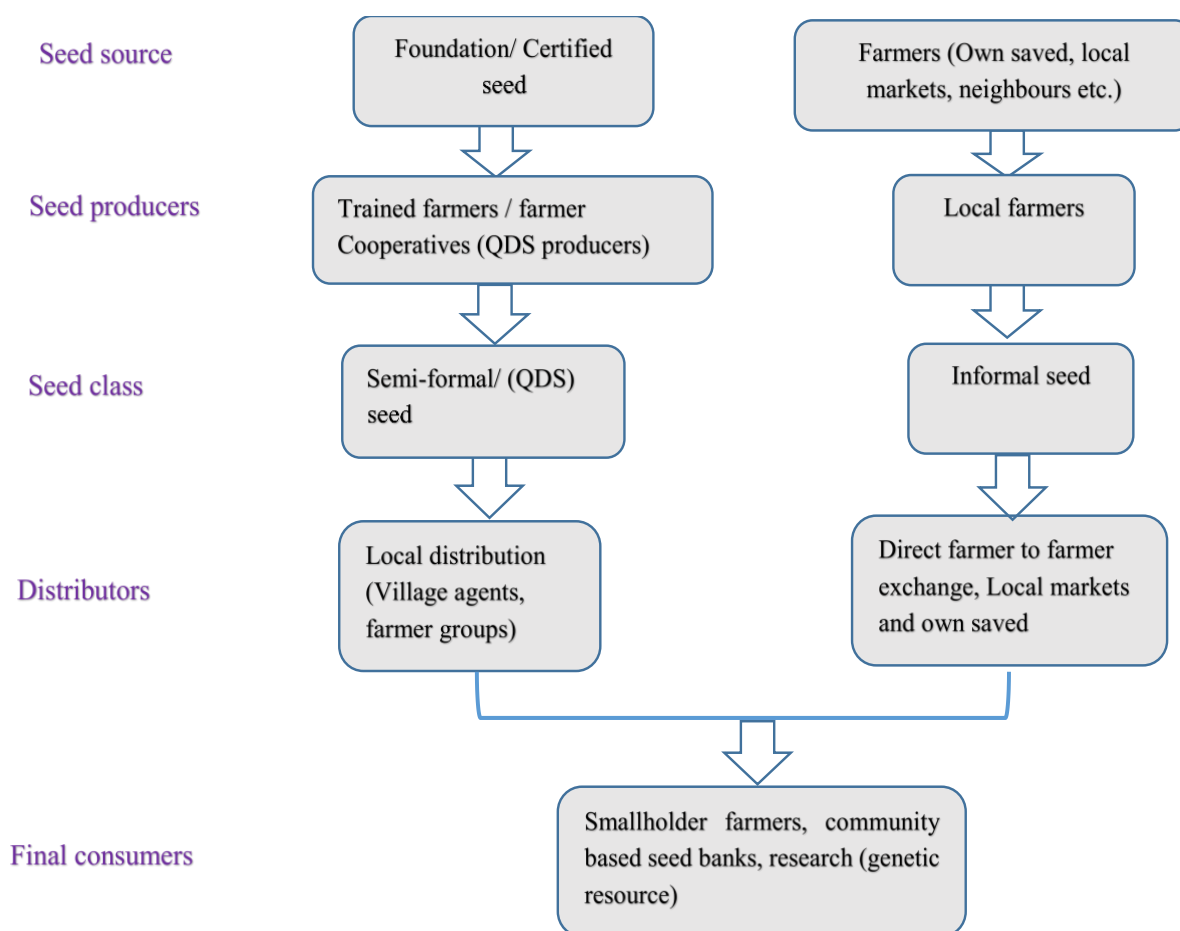 Seed source
Foundation/ Certified
seed
Farmers (Own saved, local
markets, neighbours etc.)
Seed producers
Trained farmers / farmer
Cooperatives (QDS producers)
Local farmers
Seed class
Semi-formal/ (QDS)
seed
Informal seed
Distributors
Local distribution
(Village agents,
farmer groups)
Direct farmer to farmer
exchange, Local markets
and own saved
Final consumers
Smallholder farmers, community
based seed banks, research (genetic
resource)